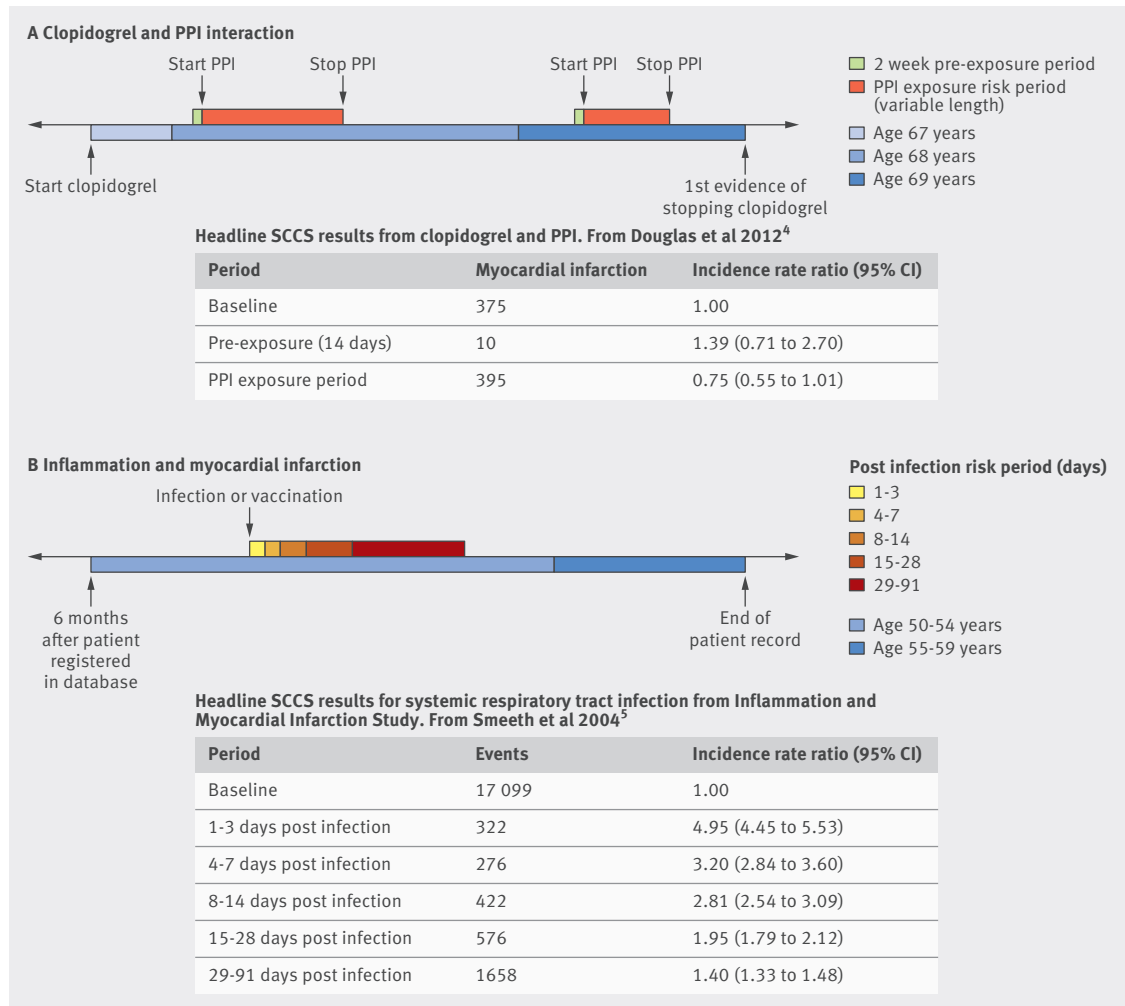 A Clopidogrel and PPI interaction
Start PPI
Stop PPI
Start PPI
Stop PPI
2 week pre-exposure period
PPI exposure risk period
(variable length)
Age 67 years
Age 68 years
Age 69 years
Start clopidogrel
1st evidence of
stopping clopidogrel
Headline SCCS results from clopidogrel and PPI. From Douglas et al 2012⁴
Period Myocardial infarction Incidence rate ratio (95% CI)
Baseline 375 1.00
Pre-exposure (14 days) 10 1.39 (0.71 to 2.70)
PPI exposure period 395 0.75 (0.55 to 1.01)
B Inflammation and myocardial infarction
Infection or vaccination
Post infection risk period (days)
1-3
4-7
8-14
15-28
29-91
Age 50-54 years
Age 55-59 years
6 months
after patient
registered
in database
End of
patient record
Headline SCCS results for systemic respiratory tract infection from Inflammation and
Myocardial Infarction Study. From Smeeth et al 2004⁵
Period Events Incidence rate ratio (95% CI)
Baseline 17 099 1.00
1-3 days post infection 322 4.95 (4.45 to 5.53)
4-7 days post infection 276 3.20 (2.84 to 3.60)
8-14 days post infection 422 2.81 (2.54 to 3.09)
15-28 days post infection 576 1.95 (1.79 to 2.12)
29-91 days post infection 1658 1.40 (1.33 to 1.48)